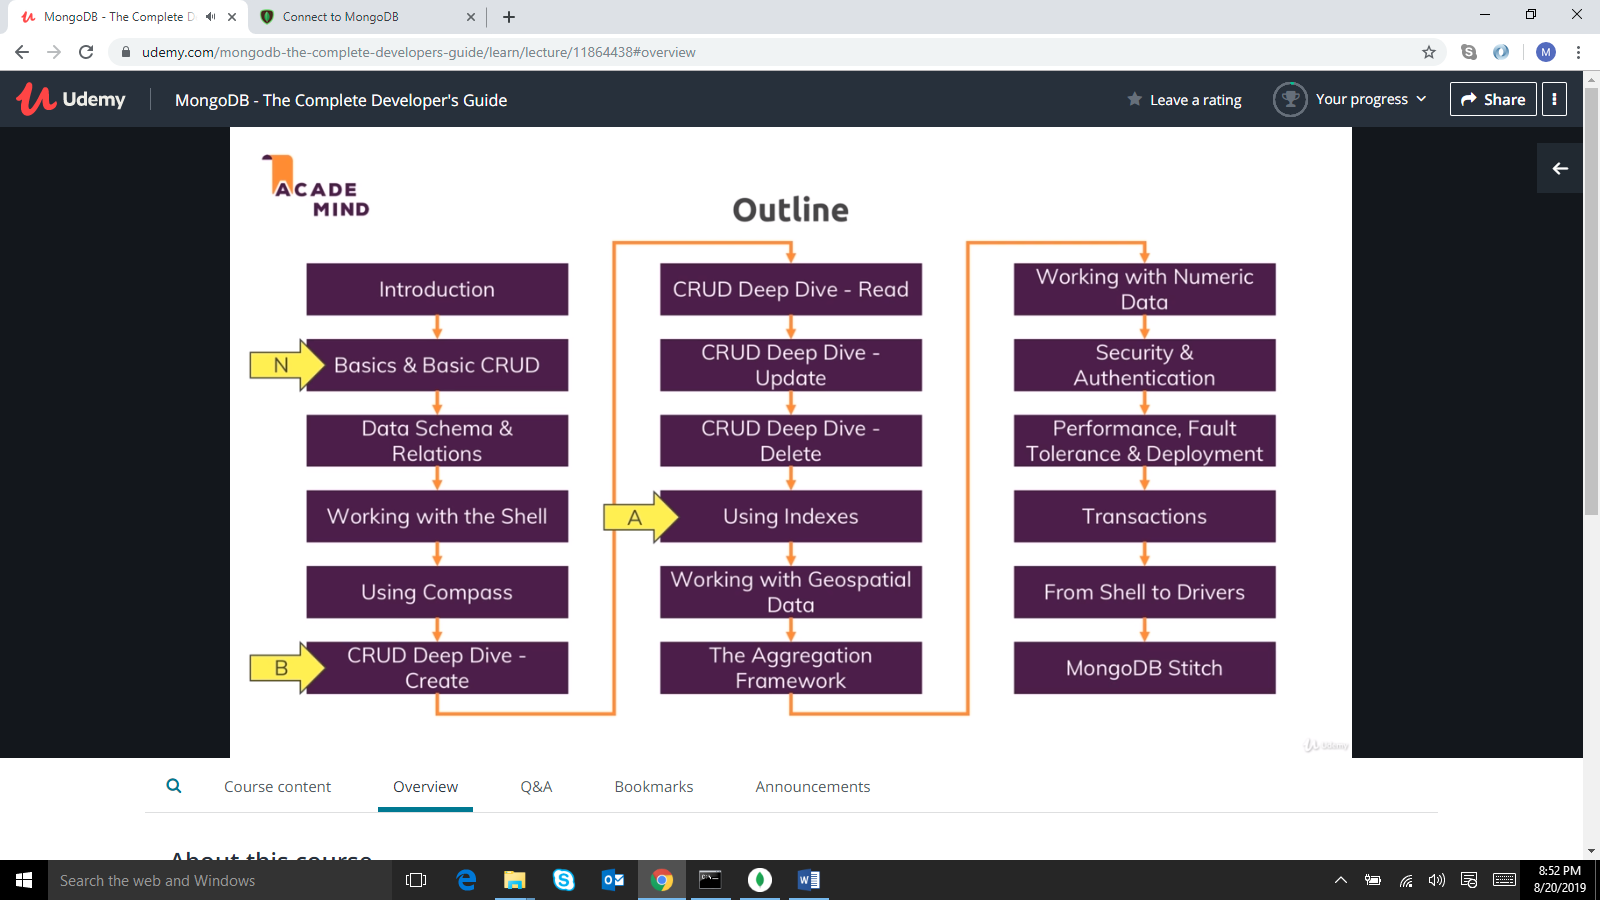 MongoDB - The Complete D
Connect to MongoDB
udemy.com/mongodb-the-complete-developers-guide/learn/lecture/11864438#overview
M
Udemy
MongoDB - The Complete Developer's Guide
Leave a rating
Your progress
Share
ACADE
MIND
Outline
Introduction
N
Basics & Basic CRUD
Data Schema &
Relations
Working with the Shell
Using Compass
B
CRUD Deep Dive -
Create
CRUD Deep Dive - Read
CRUD Deep Dive -
Update
CRUD Deep Dive -
Delete
A
Using Indexes
Working with Geospatial
Data
The Aggregation
Framework
Working with Numeric
Data
Security &
Authentication
Performance, Fault
Tolerance & Deployment
Transactions
From Shell to Drivers
MongoDB Stitch
Udemy
Course content
Overview
Q&A
Bookmarks
Announcements
About this course
Search the web and Windows
8:52 PM
8/20/2019